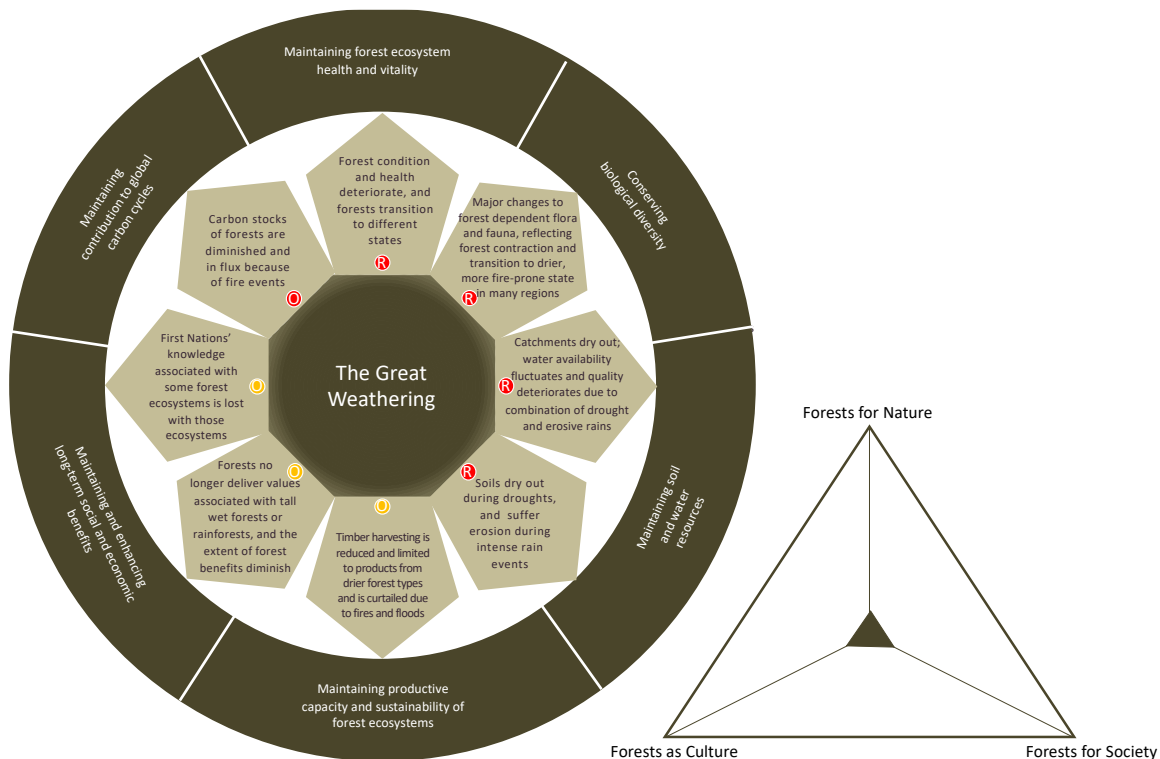 Maintaining forest ecosystem
health and vitality
Conserving
biological diversity
Maintaining soil
and water
resources
Maintaining productive
capacity and sustainability of
forest ecosystems
Maintaining and enhancing
long-term social and economic
benefits
Maintaining
contribution to global
carbon cycles
Forest condition
and health
deteriorate, and
forests transition
to different
states
R
Major changes to
forest dependent flora
and fauna, reflecting
forest contraction and
transition to drier,
more fire-prone state
in many regions
R
Catchments dry out;
water availability
fluctuates and quality
deteriorates due to
combination of drought
and erosive rains
R
Soils dry out
during droughts,
and suffer
erosion during
intense rain
events
R
Timber harvesting is
reduced and limited
to products from
drier forest types
and is curtailed due
to fires and floods
O
Forests no
longer deliver values
associated with tall
wet forests or
rainforests, and the
extent of forest
benefits diminish
O
First Nations'
knowledge
associated with
some forest
ecosystems is lost
with those
ecosystems
O
Carbon stocks
of forests are
diminished and
in flux because
of fire events
O
The Great
Weathering
Forests for Nature
Forests as Culture
Forests for Society